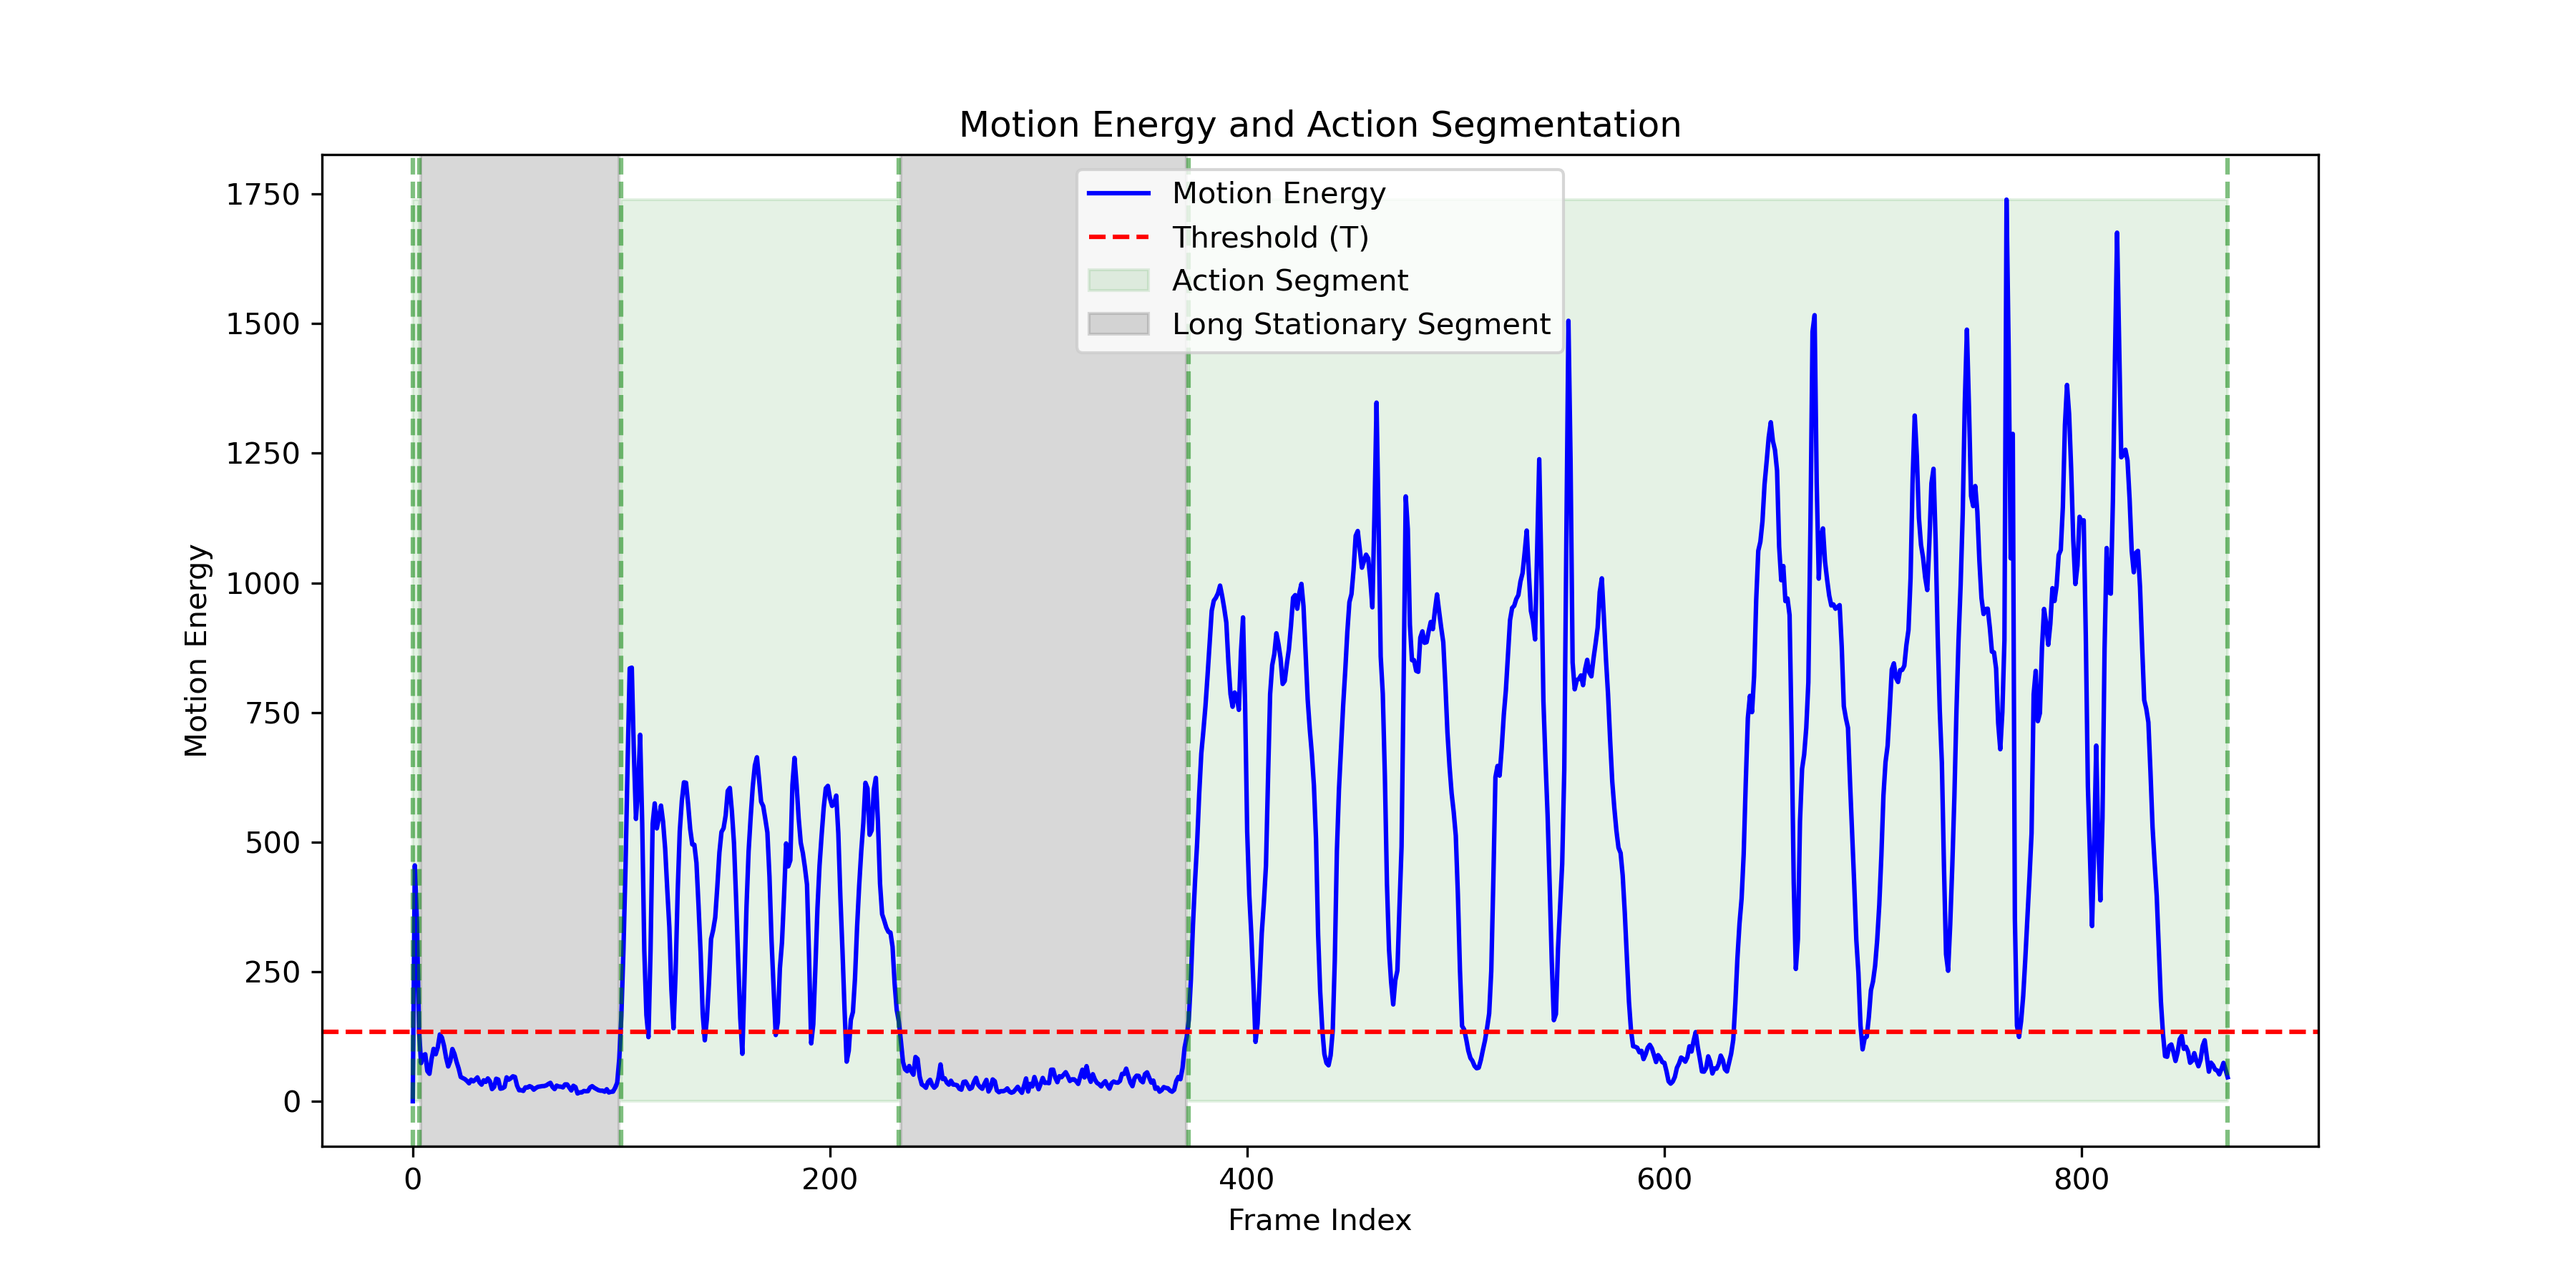 Motion Energy and Action Segmentation
Motion Energy
Threshold (T)
Action Segment
Long Stationary Segment
1750
1500
1250
1000
750
500
250
0
Motion Energy
0
200
400
600
800
Frame Index